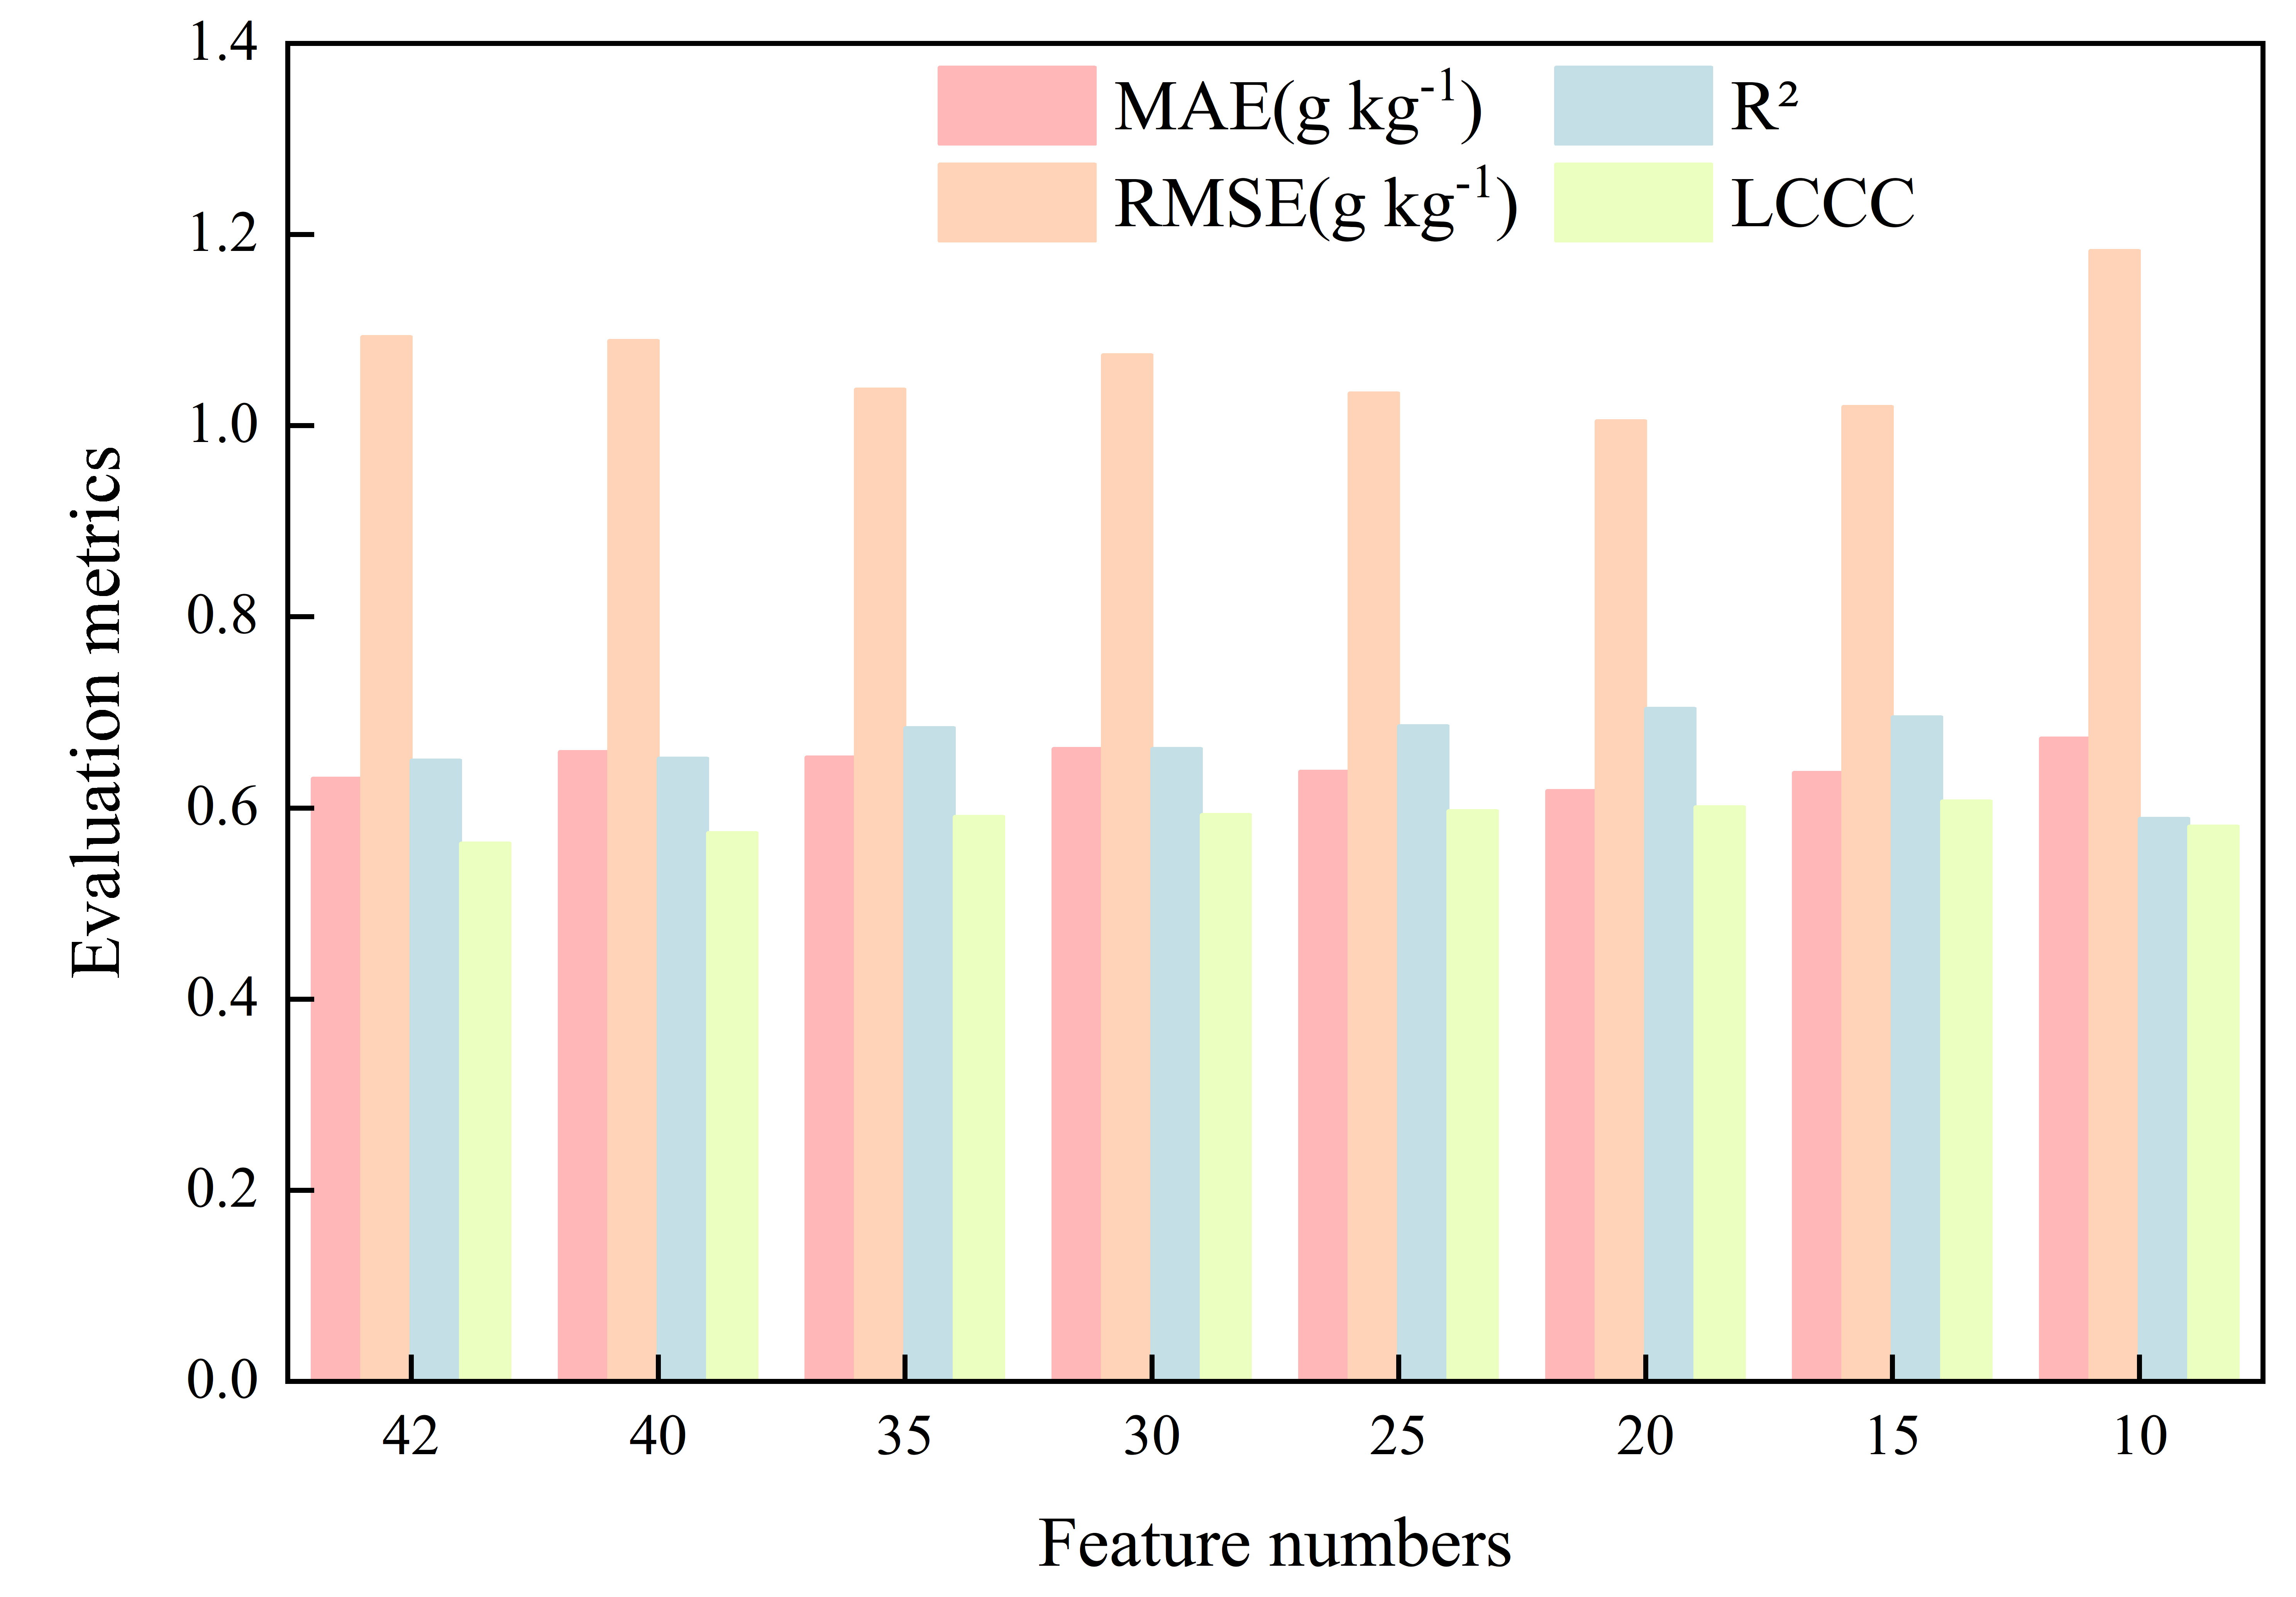 1.4
1.2
1.0
0.8
0.6
0.4
0.2
0.0
Evaluation metrics
MAE(g kg⁻¹)
R²
RMSE(g kg⁻¹)
LCCC
42 40 35 30 25 20 15 10
Feature numbers